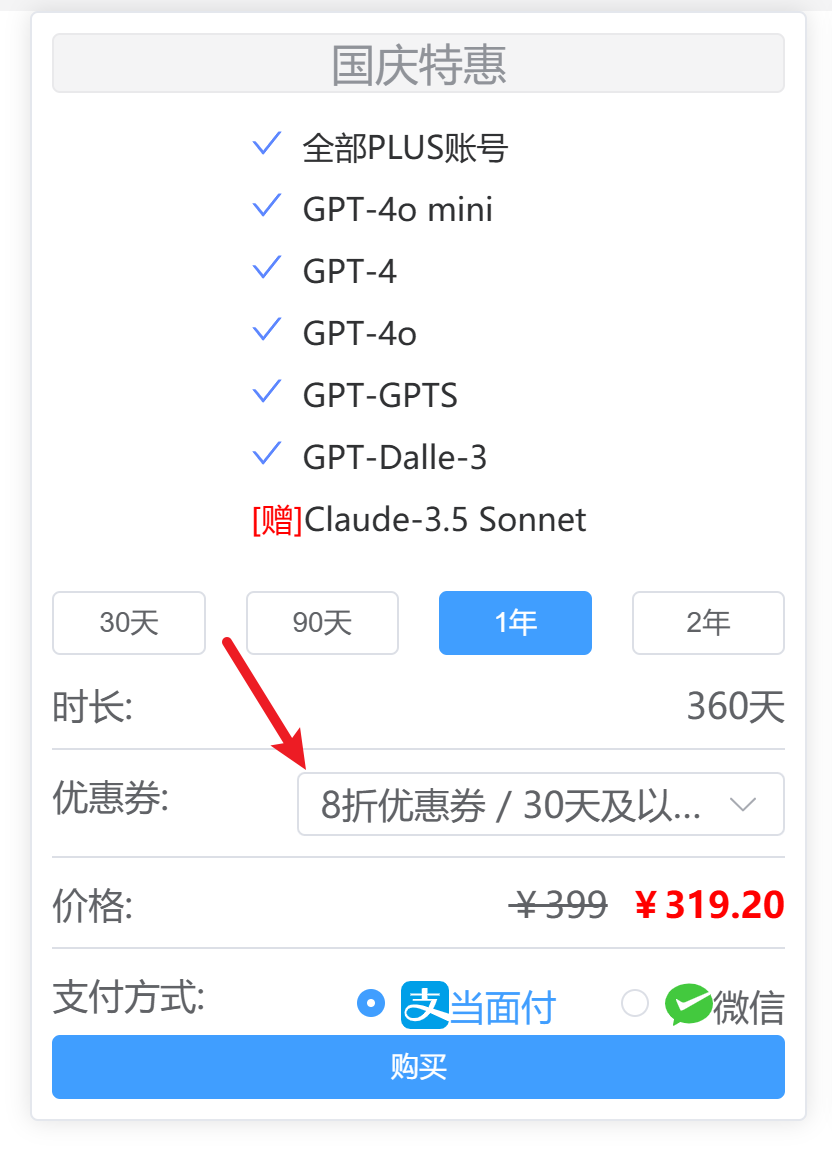 国庆特惠
全部PLUS账号
GPT-4o mini
GPT-4
GPT-4o
GPT-GPTS
GPT-Dalle-3
[赠]Claude-3.5 Sonnet
30天 90天 1年 2年
时长: 360天
优惠券: 8折优惠券 / 30天及以...
价格: ￥399 ￥319.20
支付方式: 支当面付 微信
购买